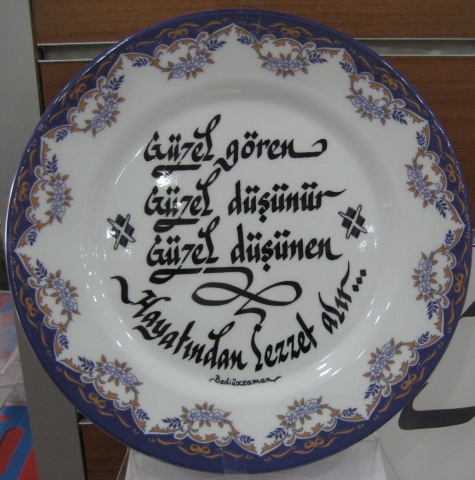 Güzel gören
Güzel düşünür
Güzel düşünen
Hayatından lezzet alır...
Bediüzzaman